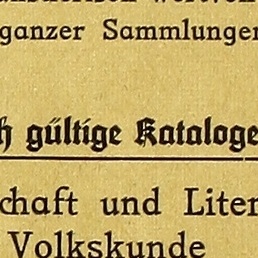 ganzer Sammlungen
h gültige Kataloge
chaft und Liter
Volkskunde